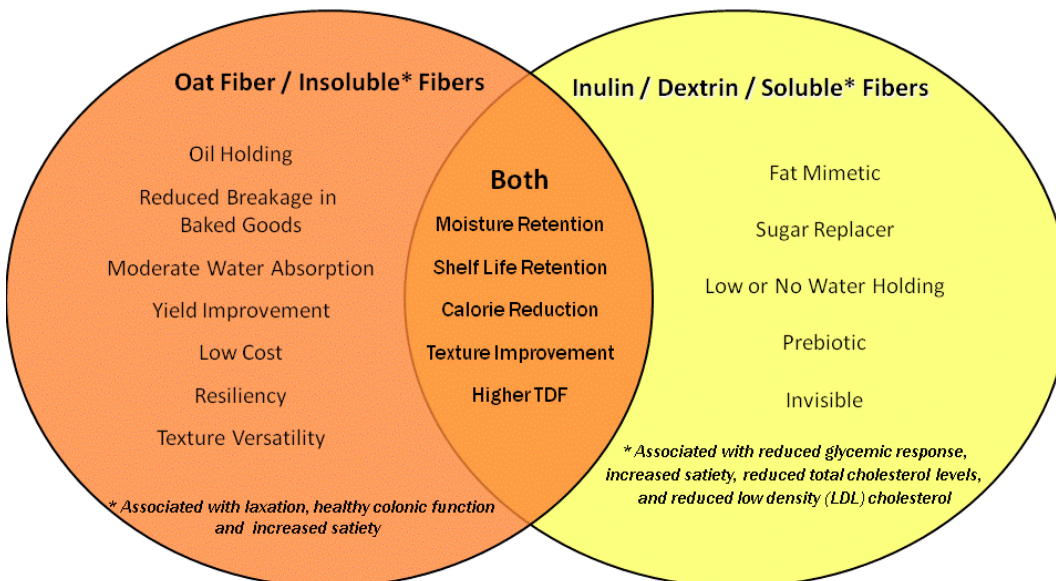 Oat Fiber / Insoluble* Fibers
Oil Holding
Reduced Breakage in
Baked Goods
Moderate Water Absorption
Yield Improvement
Low Cost
Resiliency
Texture Versatility
* Associated with laxation, healthy colonic function
and increased satiety
Both
Moisture Retention
Shelf Life Retention
Calorie Reduction
Texture Improvement
Higher TDF
Inulin / Dextrin / Soluble* Fibers
Fat Mimetic
Sugar Replacer
Low or No Water Holding
Prebiotic
Invisible
* Associated with reduced glycemic response,
increased satiety, reduced total cholesterol levels,
and reduced low density (LDL) cholesterol